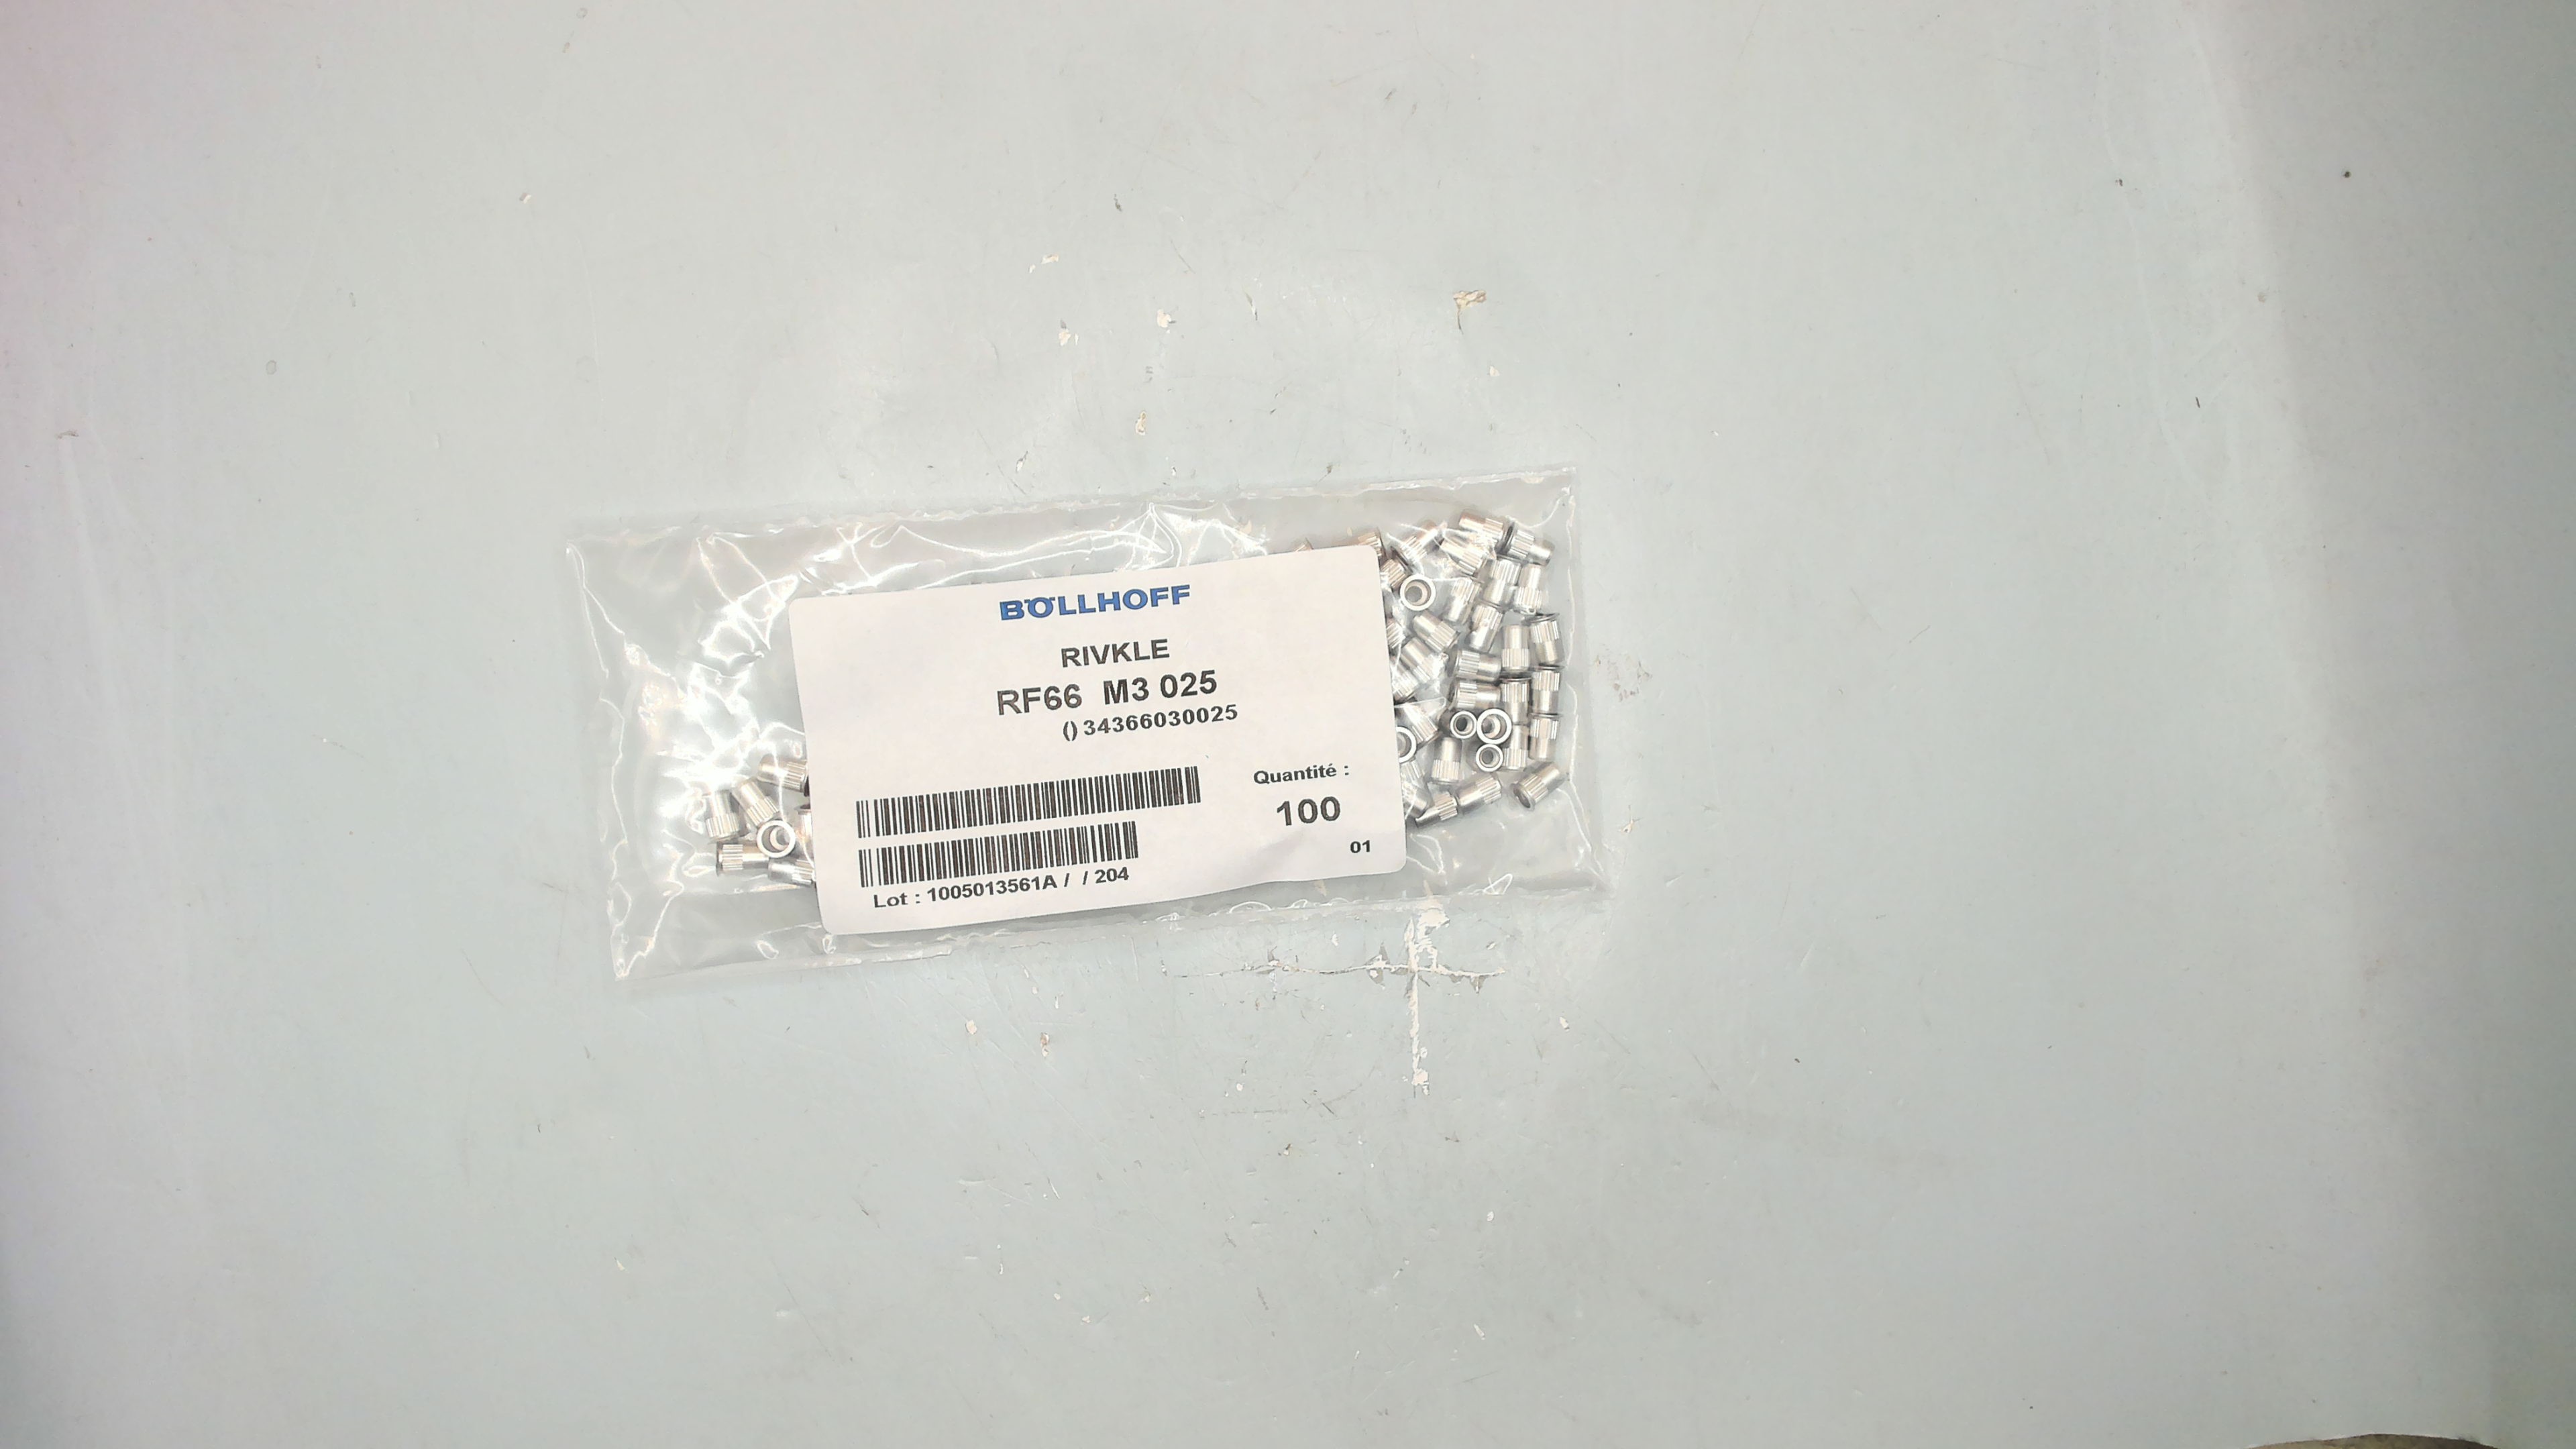 BÖLLHOFF
RIVKLE
RF66 M3 025
() 34366030025
Quantité :
100
01
Lot : 1005013561A / / 204